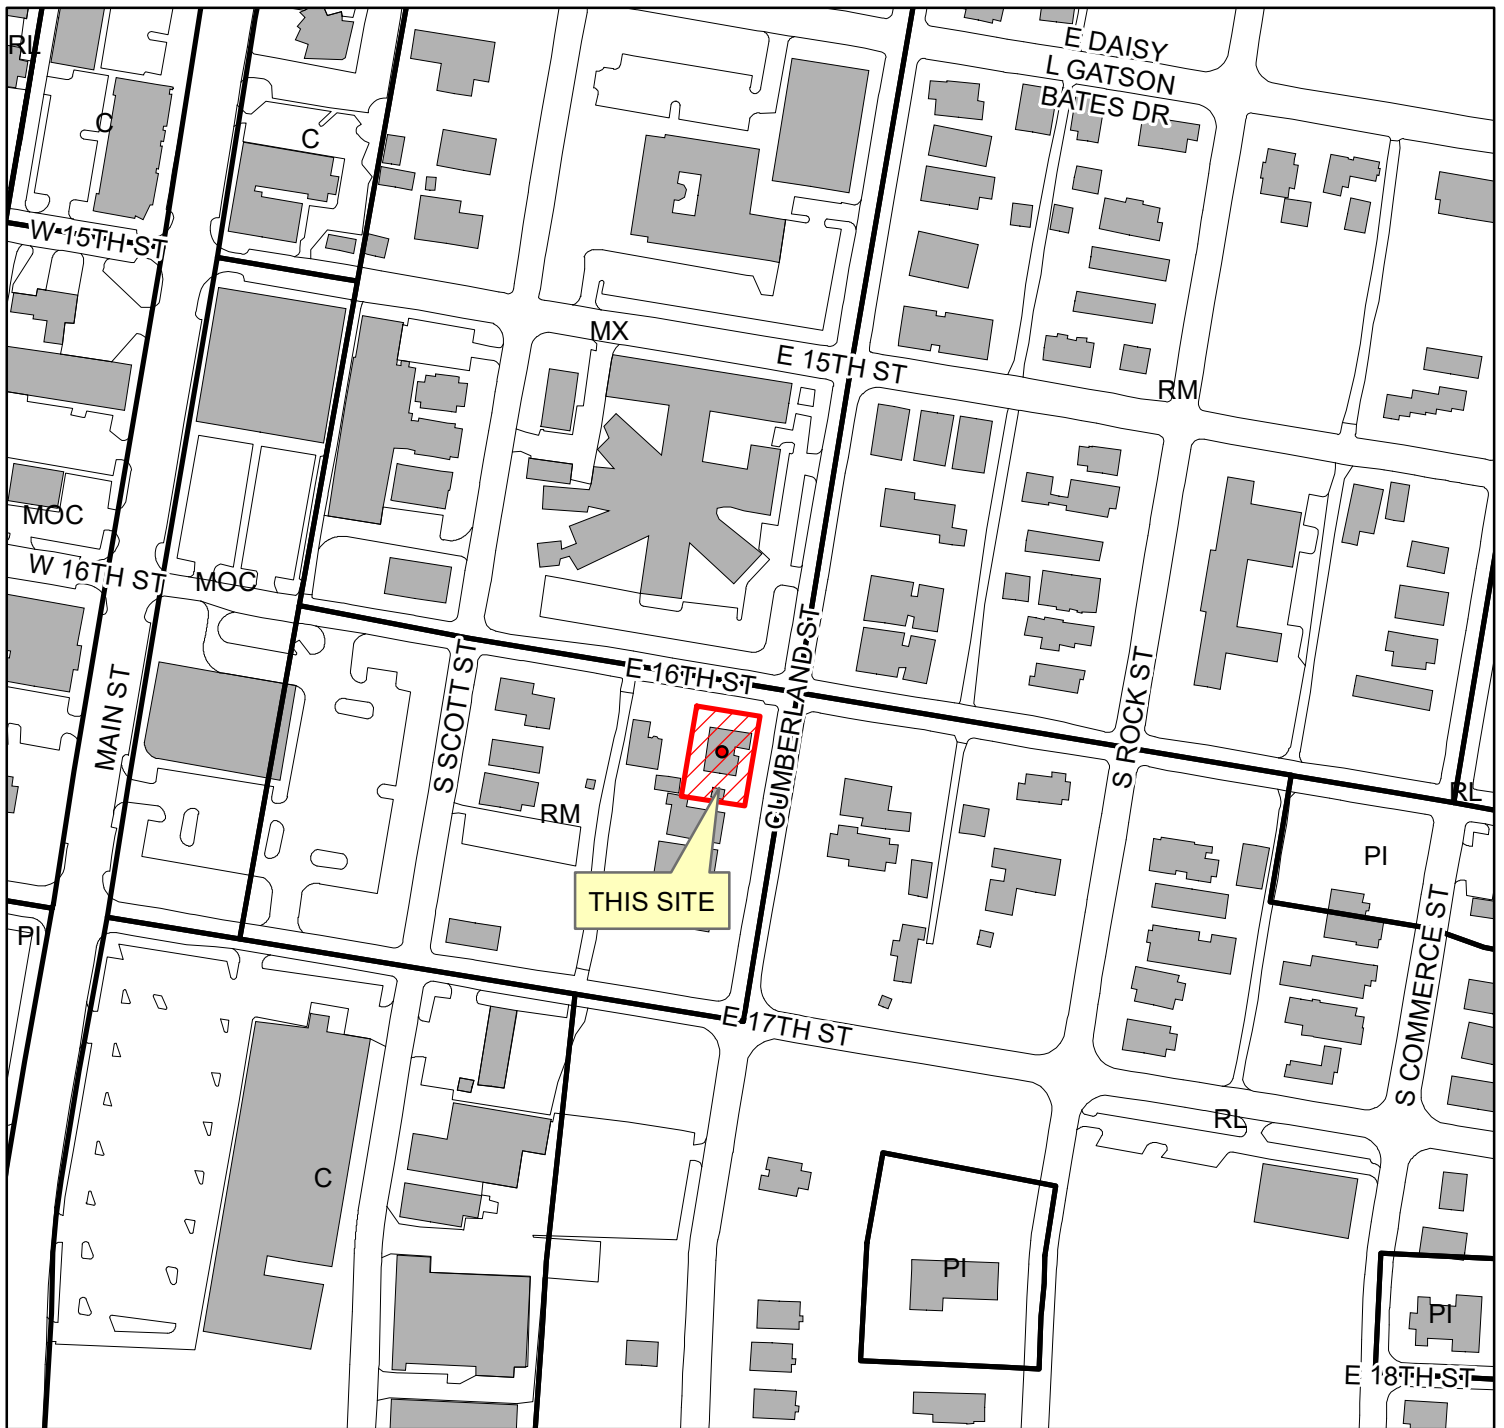 RL
E DAISY
L GATSON
BATES DR
C
C
W 15TH ST
MX
E 15TH ST
RM
MOC
W 16TH ST
MOC
E 16TH ST
CUMBERLAND ST
S SCOTT ST
S ROCK ST
MAIN ST
RM
RL
PI
THIS SITE
PI
S COMMERCE ST
E 17TH ST
RL
C
PI
PI
E 18TH ST